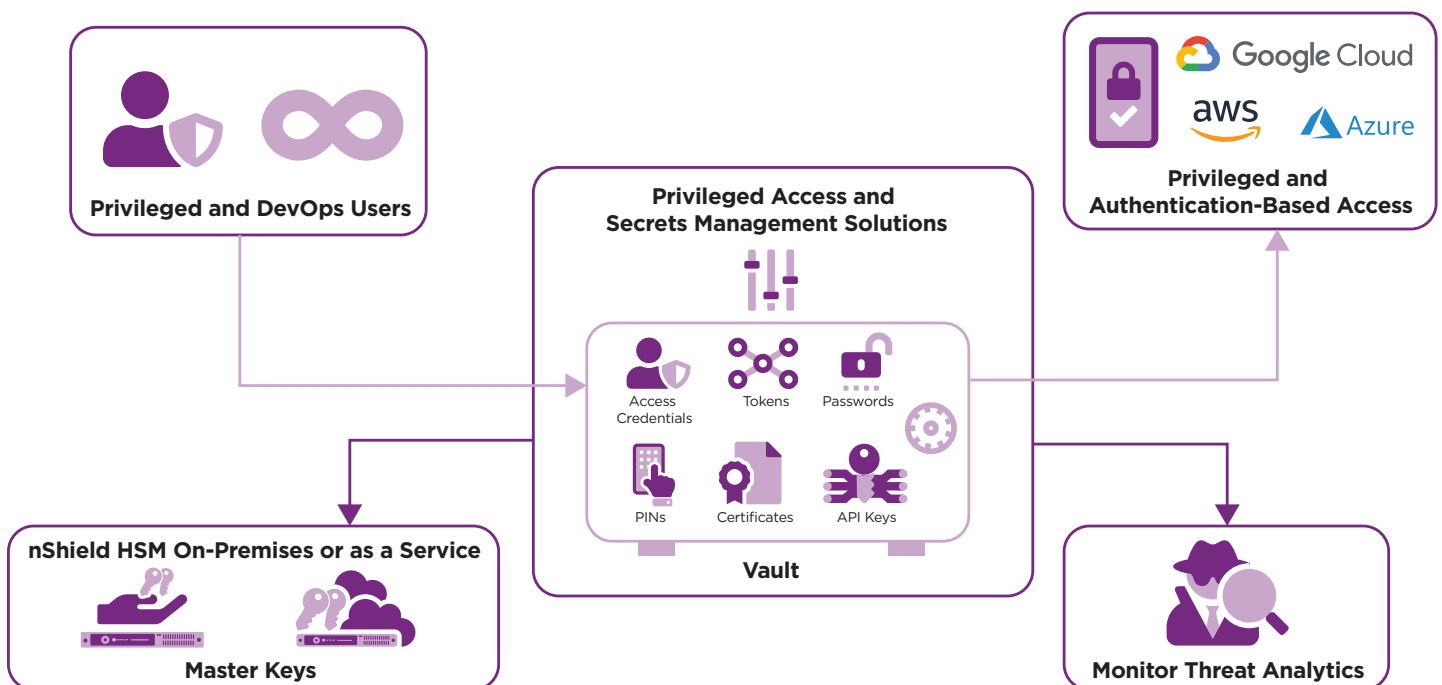 Privileged and DevOps Users
Google Cloud
aws
Azure
Privileged and
Authentication-Based Access
Privileged Access and
Secrets Management Solutions
Access
Credentials
Tokens
Passwords
PINs
Certificates
API Keys
Vault
nShield HSM On-Premises or as a Service
Master Keys
Monitor Threat Analytics